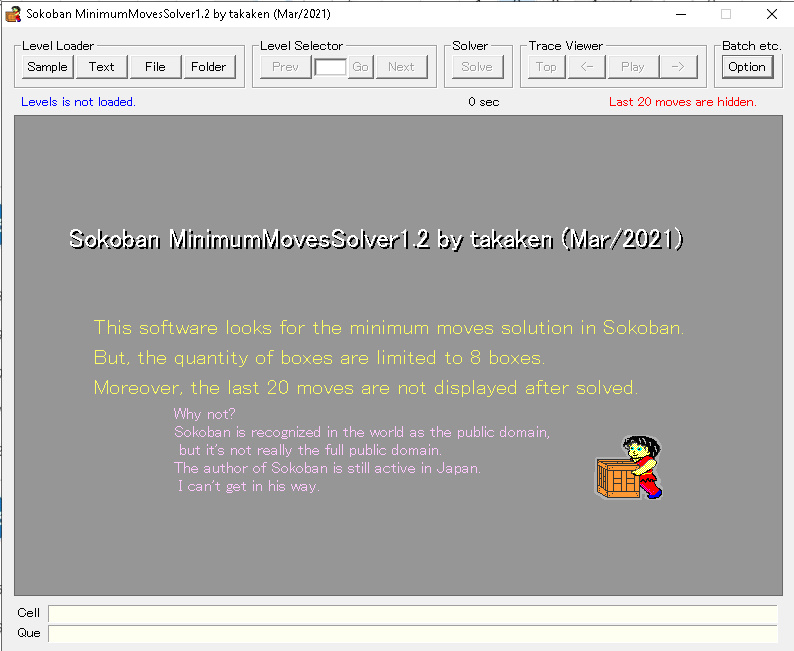 Sokoban MinimumMovesSolver1.2 by takaken (Mar/2021)
Level Loader
Sample Text File Folder
Level Selector
Prev Go Next
Solver
Solve
Trace Viewer
Top <- Play ->
Batch etc.
Option
Levels is not loaded.
0 sec
Last 20 moves are hidden.
Sokoban MinimumMovesSolver1.2 by takaken (Mar/2021)
This software looks for the minimum moves solution in Sokoban.
But, the quantity of boxes are limited to 8 boxes.
Moreover, the last 20 moves are not displayed after solved.
Why not?
Sokoban is recognized in the world as the public domain,
but it's not really the full public domain.
The author of Sokoban is still active in Japan.
I can't get in his way.
Cell
Que